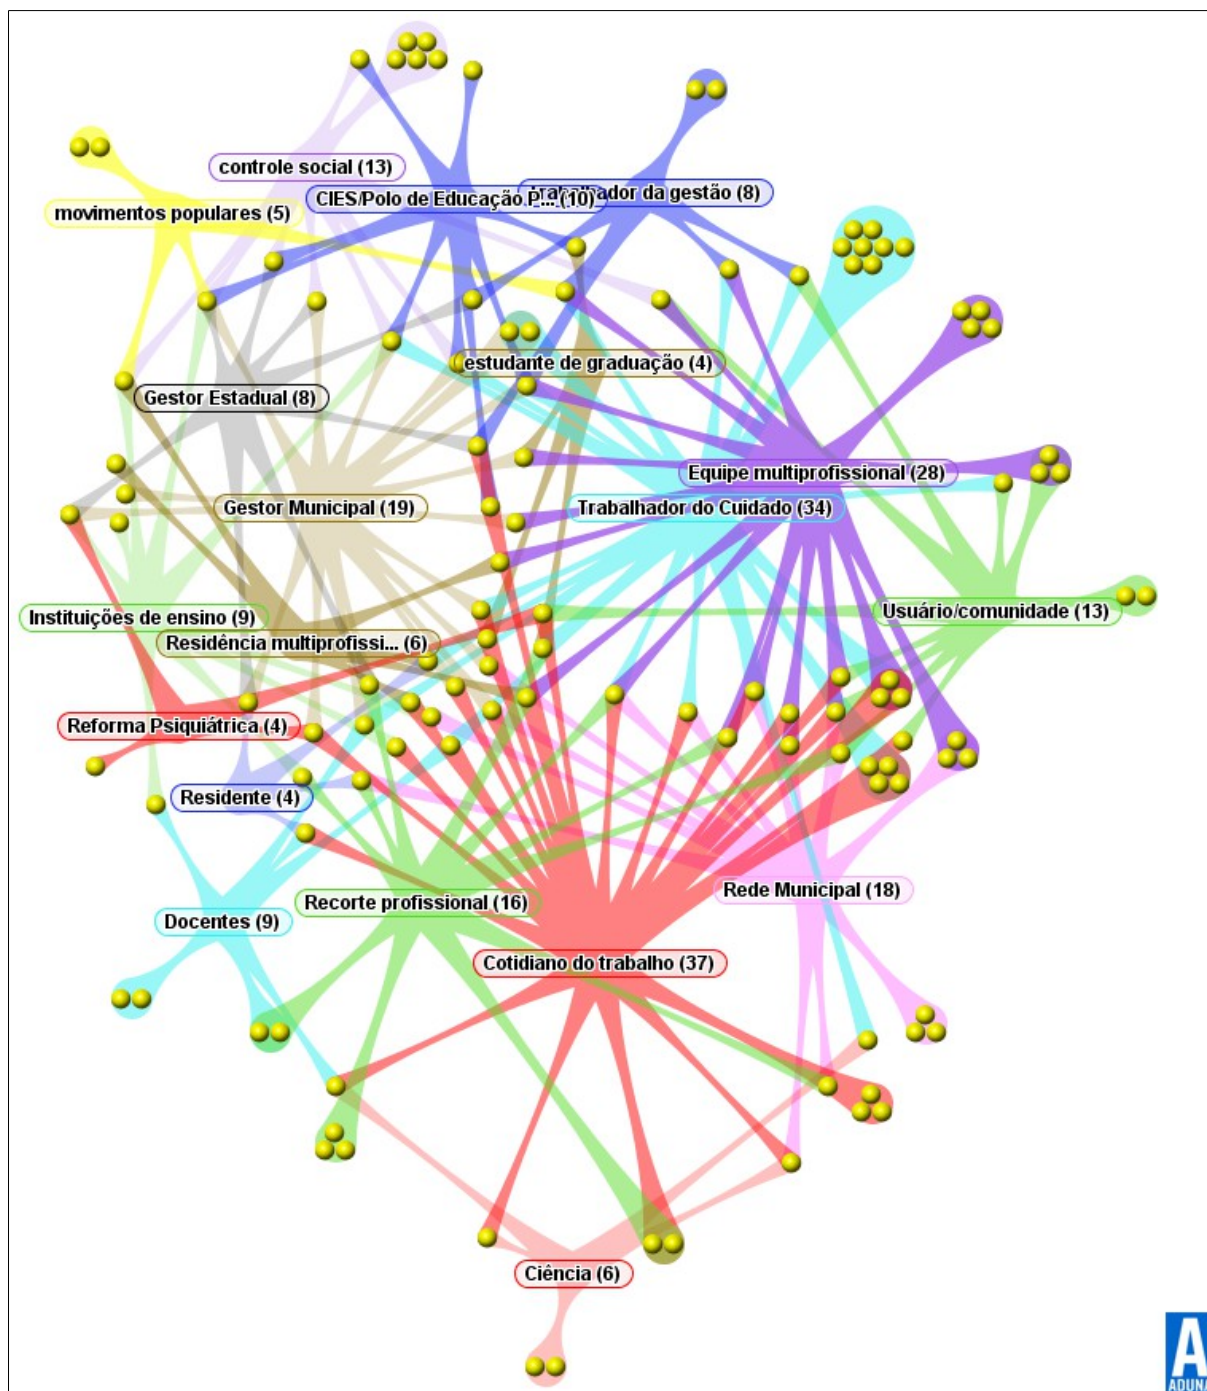 controle social (13)
CIES/Polo de Educação P... (10)
trabalhador da gestão (8)
movimentos populares (5)
estudante de graduação (4)
Gestor Estadual (8)
Equipe multiprofissional (28)
Gestor Municipal (19)
Trabalhador do Cuidado (34)
Instituições de ensino (9)
Usuário/comunidade (13)
Residência multiprofissi... (6)
Reforma Psiquiátrica (4)
Residente (4)
Rede Municipal (18)
Recorte profissional (16)
Docentes (9)
Cotidiano do trabalho (37)
Ciência (6)
A
ADUNA